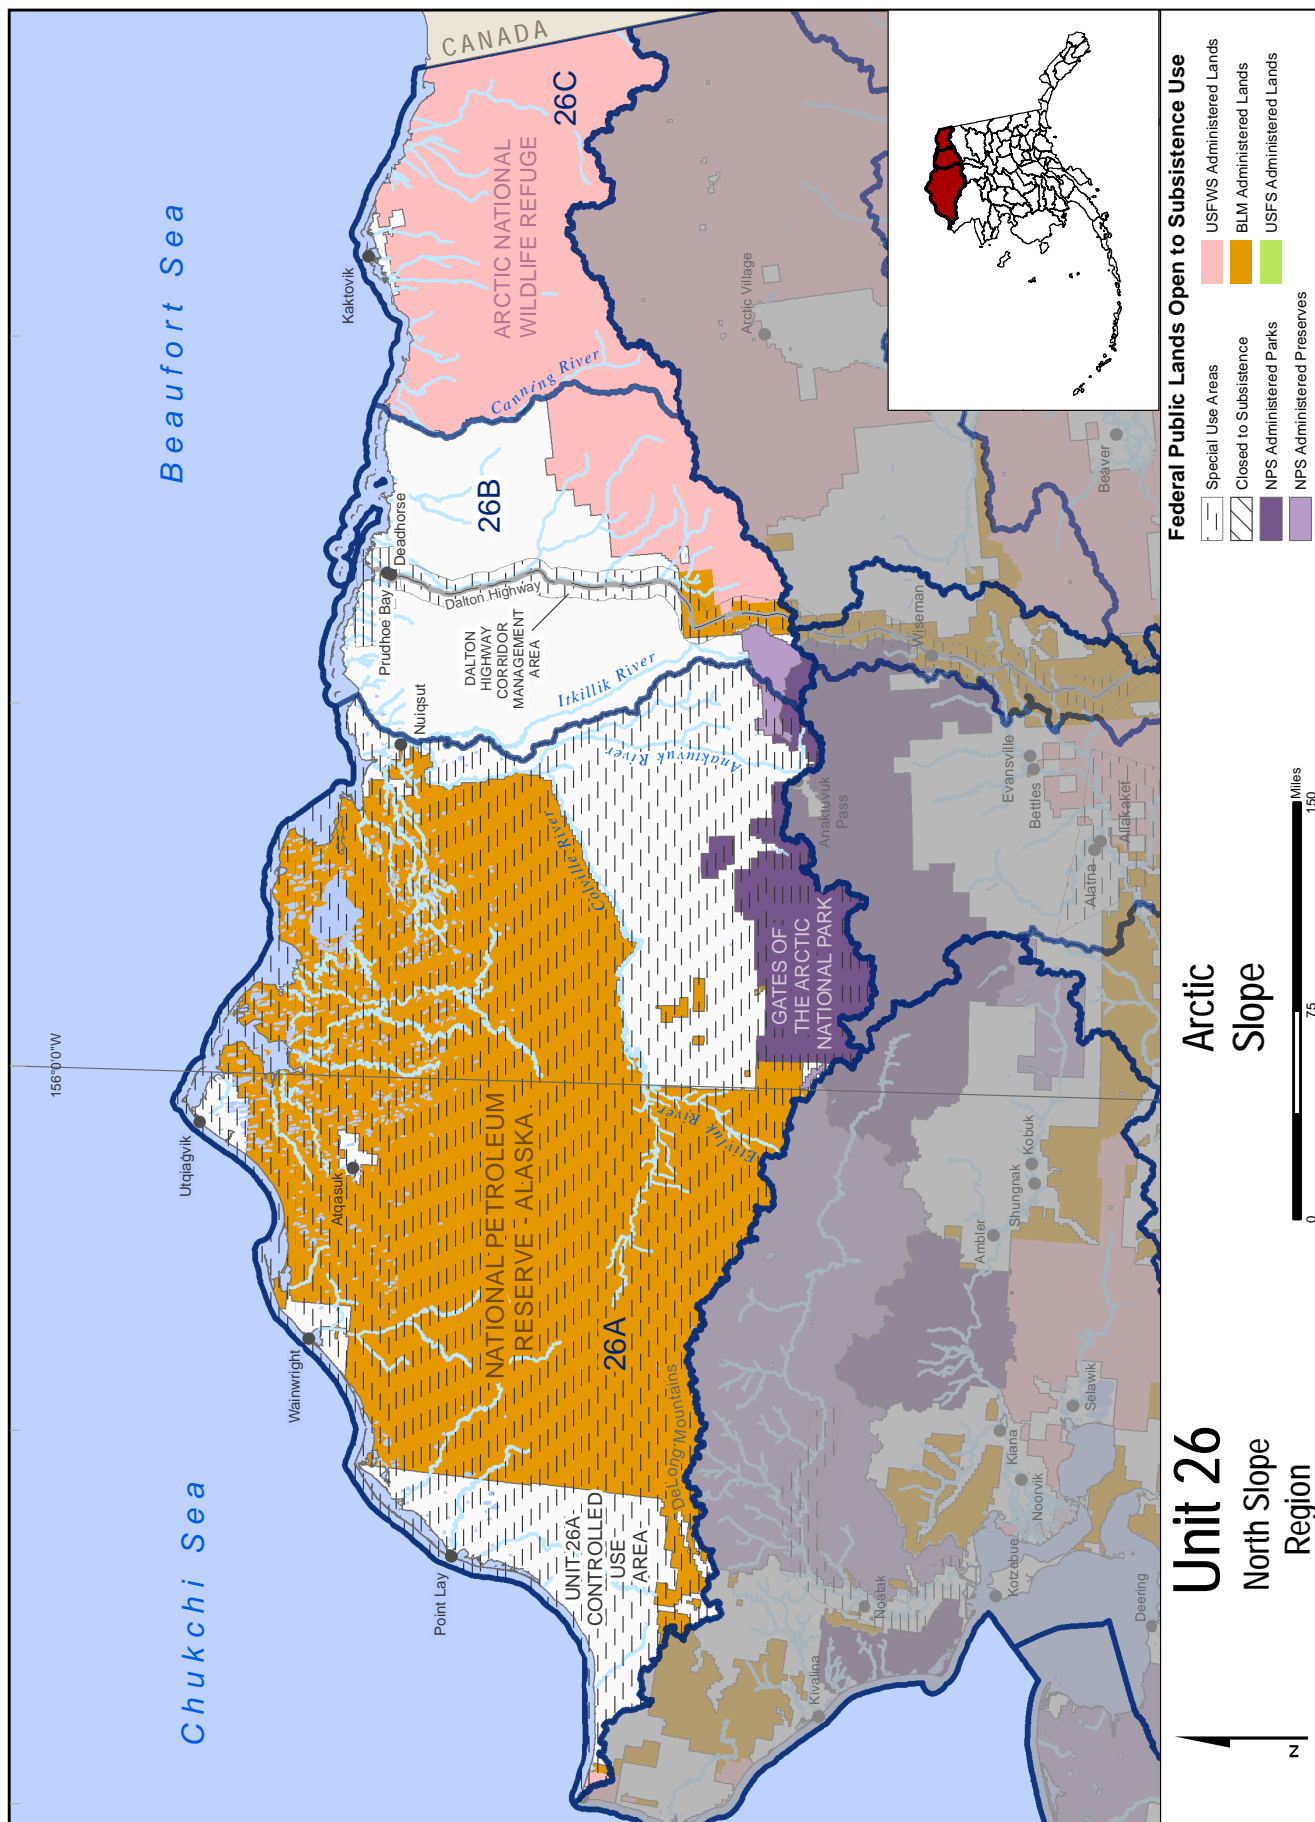 Chukchi Sea
Beaufort Sea
156°0'0"W
CANADA
Utqiaġvik
Wainwright
Atqasuk
Point Lay
Nuiqsut
Prudhoe Bay
Deadhorse
Kaktovik
NATIONAL PETROLEUM
RESERVE - ALASKA
26A
26B
26C
UNIT 26A
CONTROLLED
USE
AREA
DeLong Mountains
Colville River
Etivluk River
Anaktuvuk River
Itkillik River
Canning River
Dalton Highway
DALTON
HIGHWAY
CORRIDOR
MANAGEMENT
AREA
ARCTIC NATIONAL
WILDLIFE REFUGE
GATES OF
THE ARCTIC
NATIONAL PARK
Anaktuvuk
Pass
Arctic Village
Wiseman
Evansville
Bettles
Alatna
Allakaket
Beaver
Kobuk
Shungnak
Ambler
Selawik
Kiana
Noorvik
Kotzebue
Noatak
Kivalina
Deering
N
Unit 26
North Slope
Region
Arctic
Slope
0
75
150
Miles
Federal Public Lands Open to Subsistence Use
Special Use Areas
Closed to Subsistence
NPS Administered Parks
NPS Administered Preserves
USFWS Administered Lands
BLM Administered Lands
USFS Administered Lands